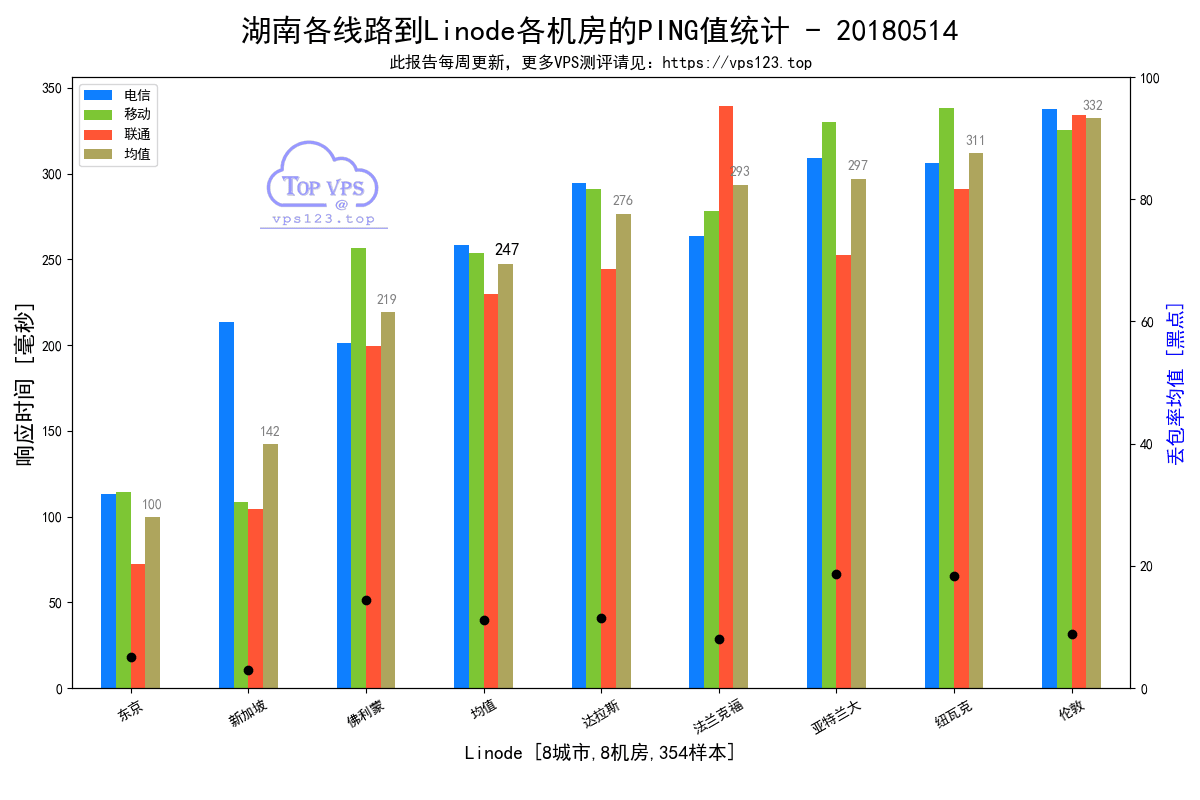 湖南各线路到Linode各机房的PING值统计 - 20180514
此报告每周更新，更多VPS测评请见：https://vps123.top
电信
移动
联通
均值
TOP VPS
@
vps123.top
响应时间 [毫秒]
350
300
250
200
150
100
50
0
100
142
219
247
276
293
297
311
332
100
80
60
40
20
0
丢包率均值 [黑点]
东京
新加坡
佛利蒙
均值
达拉斯
法兰克福
亚特兰大
纽瓦克
伦敦
Linode [8城市,8机房,354样本]